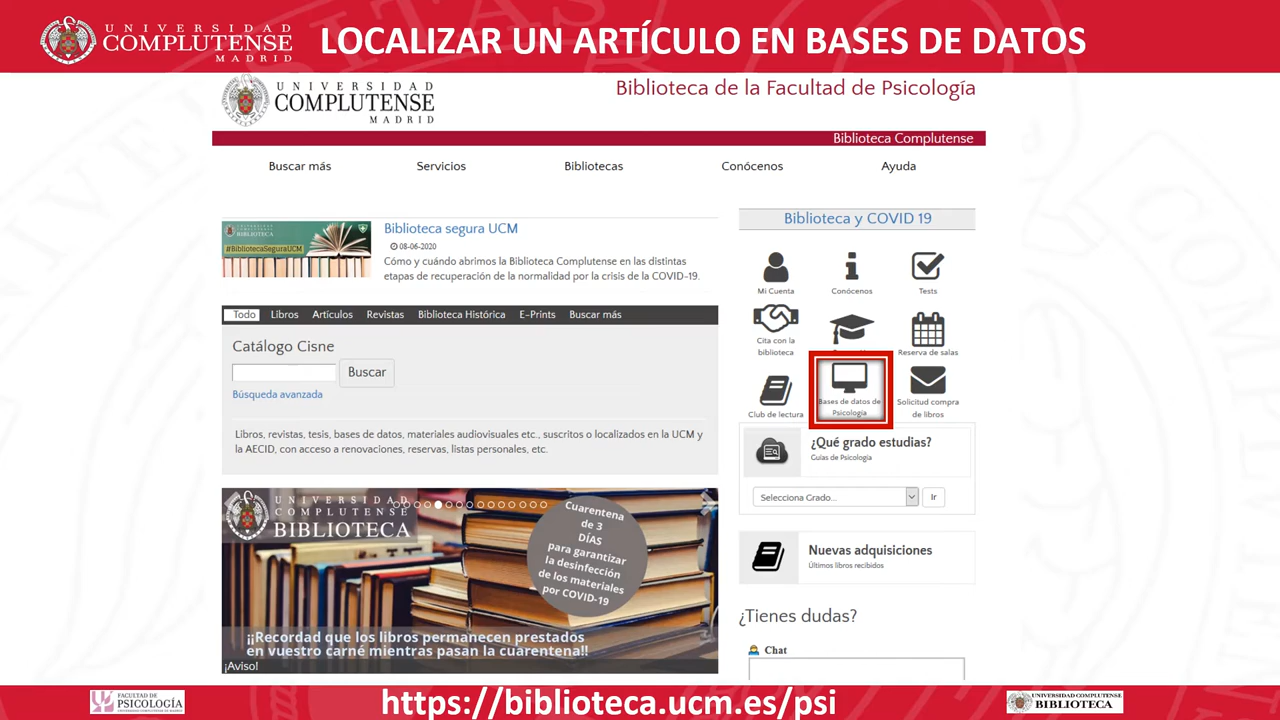 UNIVERSIDAD
COMPLUTENSE
MADRID
LOCALIZAR UN ARTÍCULO EN BASES DE DATOS
UNIVERSIDAD
COMPLUTENSE
MADRID
Biblioteca de la Facultad de Psicología
Biblioteca Complutense
Buscar más
Servicios
Bibliotecas
Conócenos
Ayuda
BIBLIOTECA
#BibliotecaSeguraUCM
Biblioteca segura UCM
08-06-2020
Cómo y cuándo abrimos la Biblioteca Complutense en las distintas
etapas de recuperación de la normalidad por la crisis de la COVID-19.
Todo
Libros
Artículos
Revistas
Biblioteca Histórica
E-Prints
Buscar más
Catálogo Cisne
Buscar
Búsqueda avanzada
Libros, revistas, tesis, bases de datos, materiales audiovisuales etc., suscritos o localizados en la UCM y
la AECID, con acceso a renovaciones, reservas, listas personales, etc.
UNIVERSIDAD
COMPLUTENSE
BIBLIOTECA
Cuarentena
de 3
DÍAS
para garantizar
la desinfección
de los materiales
por COVID-19
¡¡Recordad que los libros permanecen prestados
en vuestro carné mientras pasan la cuarentena!!
¡Aviso!
Biblioteca y COVID 19
Mi Cuenta
Conócenos
Tests
Cita con la
biblioteca
Reserva de salas
Club de lectura
Bases de datos de
Psicología
Solicitud compra
de libros
¿Qué grado estudias?
Guías de Psicología
Selecciona Grado...
Ir
Nuevas adquisiciones
Últimos libros recibidos
¿Tienes dudas?
Chat
FACULTAD DE
PSICOLOGÍA
UNIVERSIDAD COMPLUTENSE DE MADRID
https://biblioteca.ucm.es/psi
UNIVERSIDAD COMPLUTENSE
BIBLIOTECA